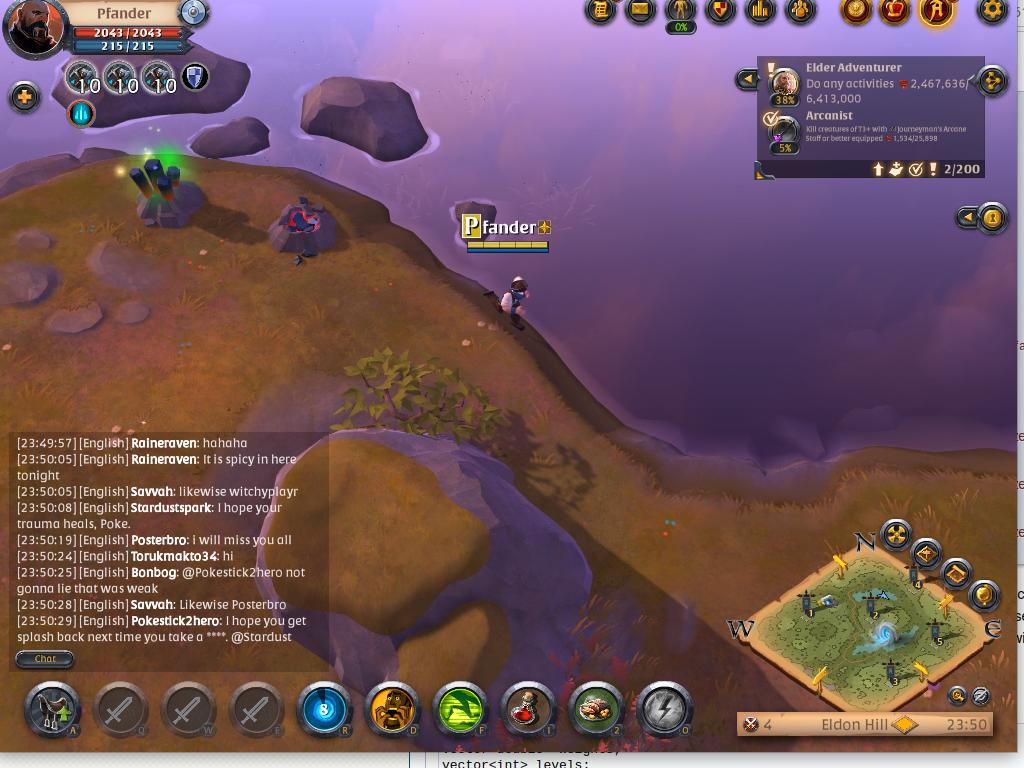 Pfander
2043 / 2043
215 / 215
10
10
10
0%
Elder Adventurer
Do any activities 2,467,636/
6,413,000
38%
Arcanist
Kill creatures of T3+ with Journeyman's Arcane
Staff or better equipped 1,534/25,898
5%
2/200
Pfander
[23:49:57][English] Raineraven: hahaha
[23:50:05][English] Raineraven: It is spicy in here
tonight
[23:50:05][English] Savvah: likewise witchyplayr
[23:50:08][English] Stardustspark: I hope your
trauma heals, Poke.
[23:50:19][English] Posterbro: i will miss you all
[23:50:24][English] Torukmakto34: hi
[23:50:25][English] Bonbog: @Pokestick2hero not
gonna lie that was weak
[23:50:28][English] Savvah: Likewise Posterbro
[23:50:29][English] Pokestick2hero: I hope you get
splash back next time you take a ****. @Stardust
Chat
N
W
E
1
2
3
4
5
8
A
Q
W
E
R
D
F
1
2
O
4
Eldon Hill
23:50
vector<int> levels;